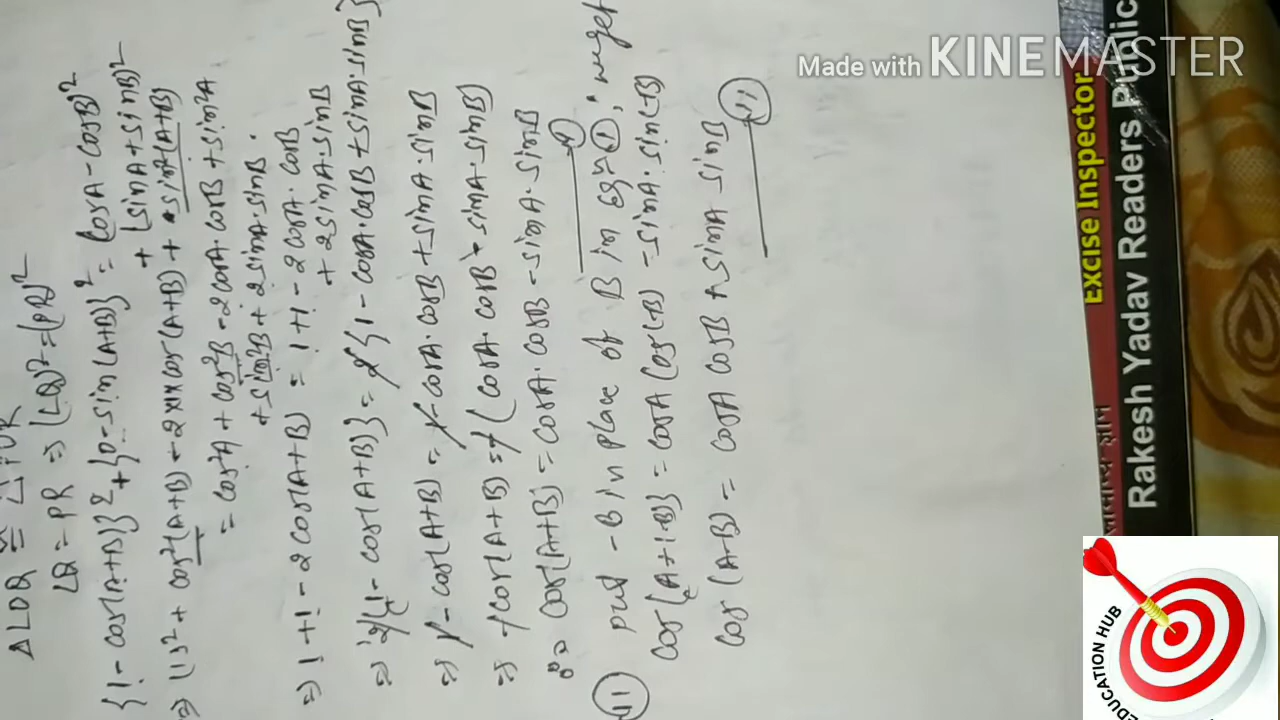 ΔLOQ ≅ ΔPOR
LQ = PR ⇒ (LQ)² = (PR)²
{1 - cos(A+B)}² + {0 - sin(A+B)}² = (cosA - cosB)²
+ (sinA + sinB)²
⇒ (1)² + cos²(A+B) - 2×1×cos(A+B) + sin²(A+B)
= cos²A + cos²B - 2cosA·cosB + sin²A
+ sin²B + 2sinA·sinB
⇒ 1+1 - 2cos(A+B) = 1+1 - 2cosA·cosB
+ 2sinA·sinB
⇒ 2{1 - cos(A+B)} = 2{1 - cosA·cosB + sinA·sinB}
⇒ 1 - cos(A+B) = 1 - cosA·cosB + sinA·sinB
⇒ -cos(A+B) = -(cosA·cosB - sinA·sinB)
∴ cos(A+B) = cosA·cosB - sinA·sinB
(i)
(ii) put -B in place of B in eqⁿ (i),
cos{A+(-B)} = cosA cos(-B) - sinA·sin(-B)
cos(A-B) = cosA cosB + sinA sinB
(ii)
Made with KINEMASTER
EXCISE Inspector
Rakesh Yadav Readers Public
EDUCATION HUB